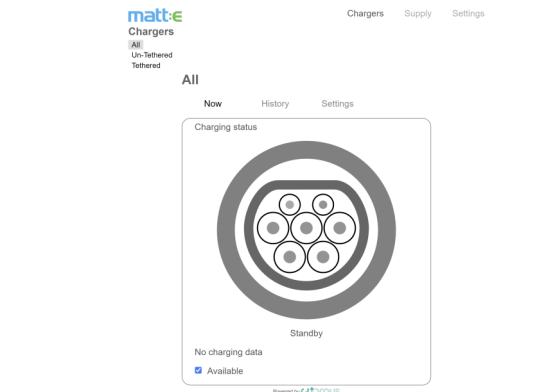 matt:e
Chargers Supply Settings
Chargers
All
Un-Tethered
Tethered
All
Now History Settings
Charging status
Standby
No charging data
Available
Powered by